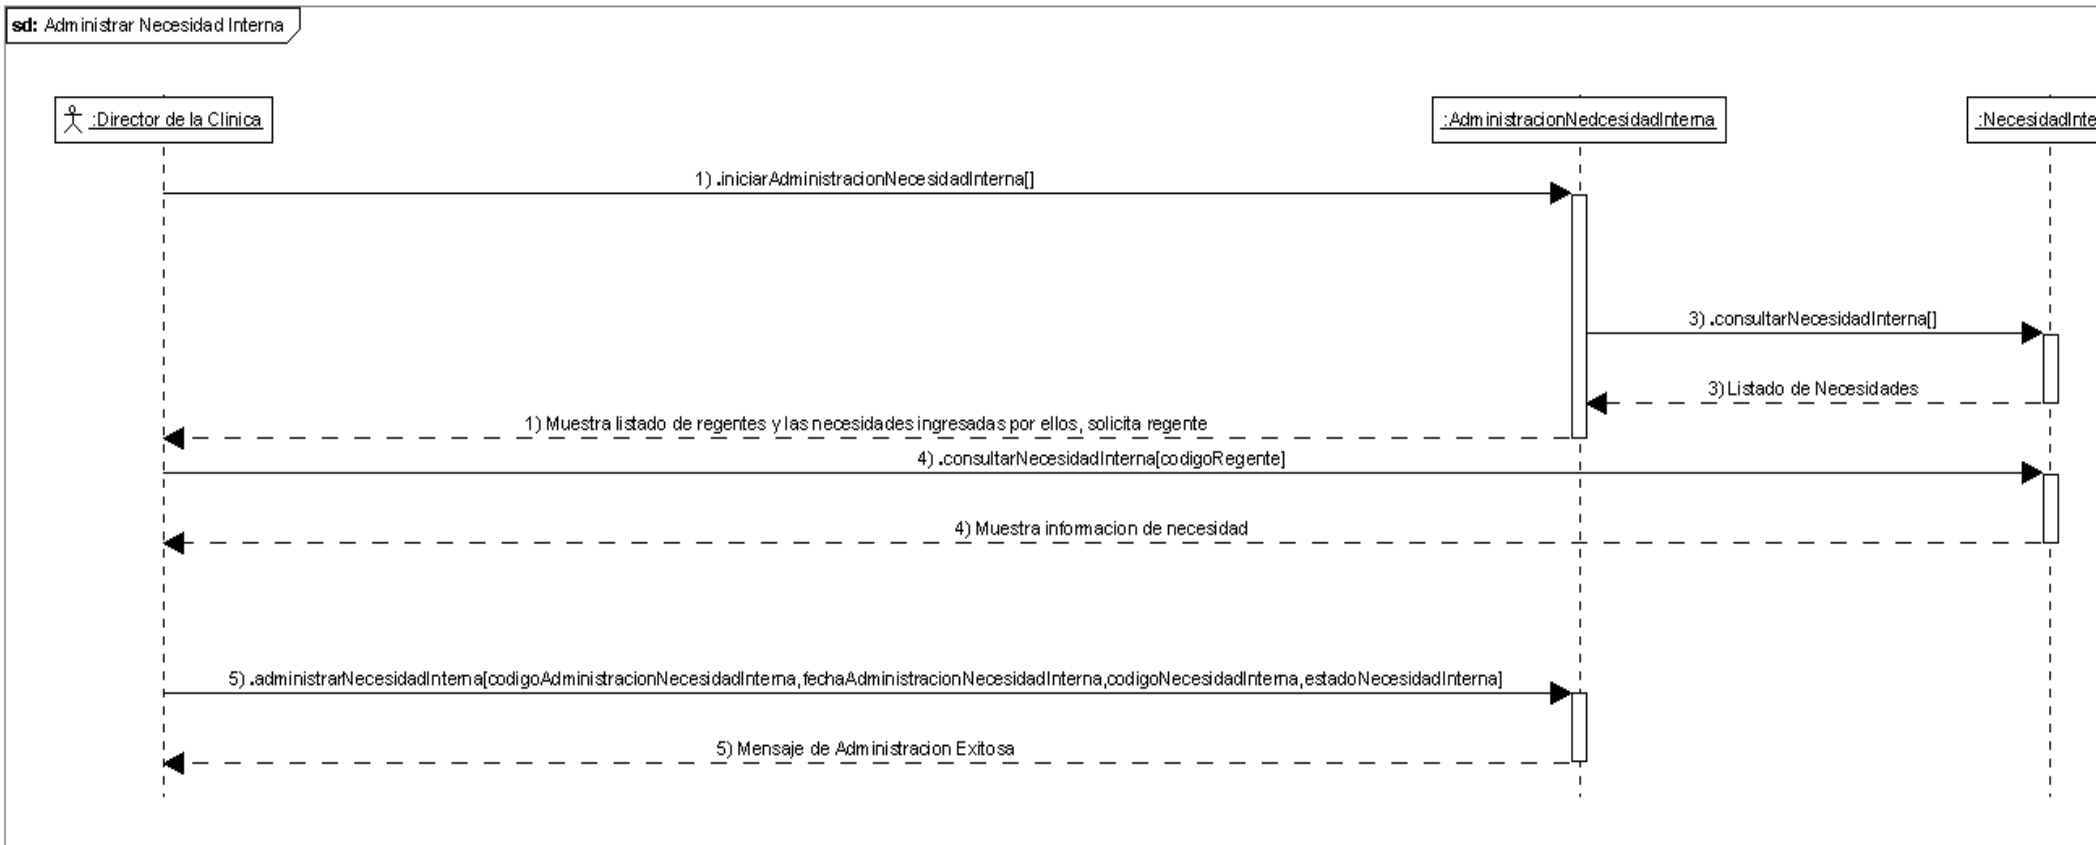 sd: Administrar Necesidad Interna
:Director de la Clinica
:AdministracionNedcesidadInterna
:NecesidadInte
1) .iniciarAdministracionNecesidadInterna[]
3) .consultarNecesidadInterna[]
3) Listado de Necesidades
1) Muestra listado de regentes y las necesidades ingresadas por ellos, solicita regente
4) .consultarNecesidadInterna[codigoRegente]
4) Muestra informacion de necesidad
5) .administrarNecesidadInterna[codigoAdministracionNecesidadInterna,fechaAdministracionNecesidadInterna,codigoNecesidadInterna,estadoNecesidadInterna]
5) Mensaje de Administracion Exitosa